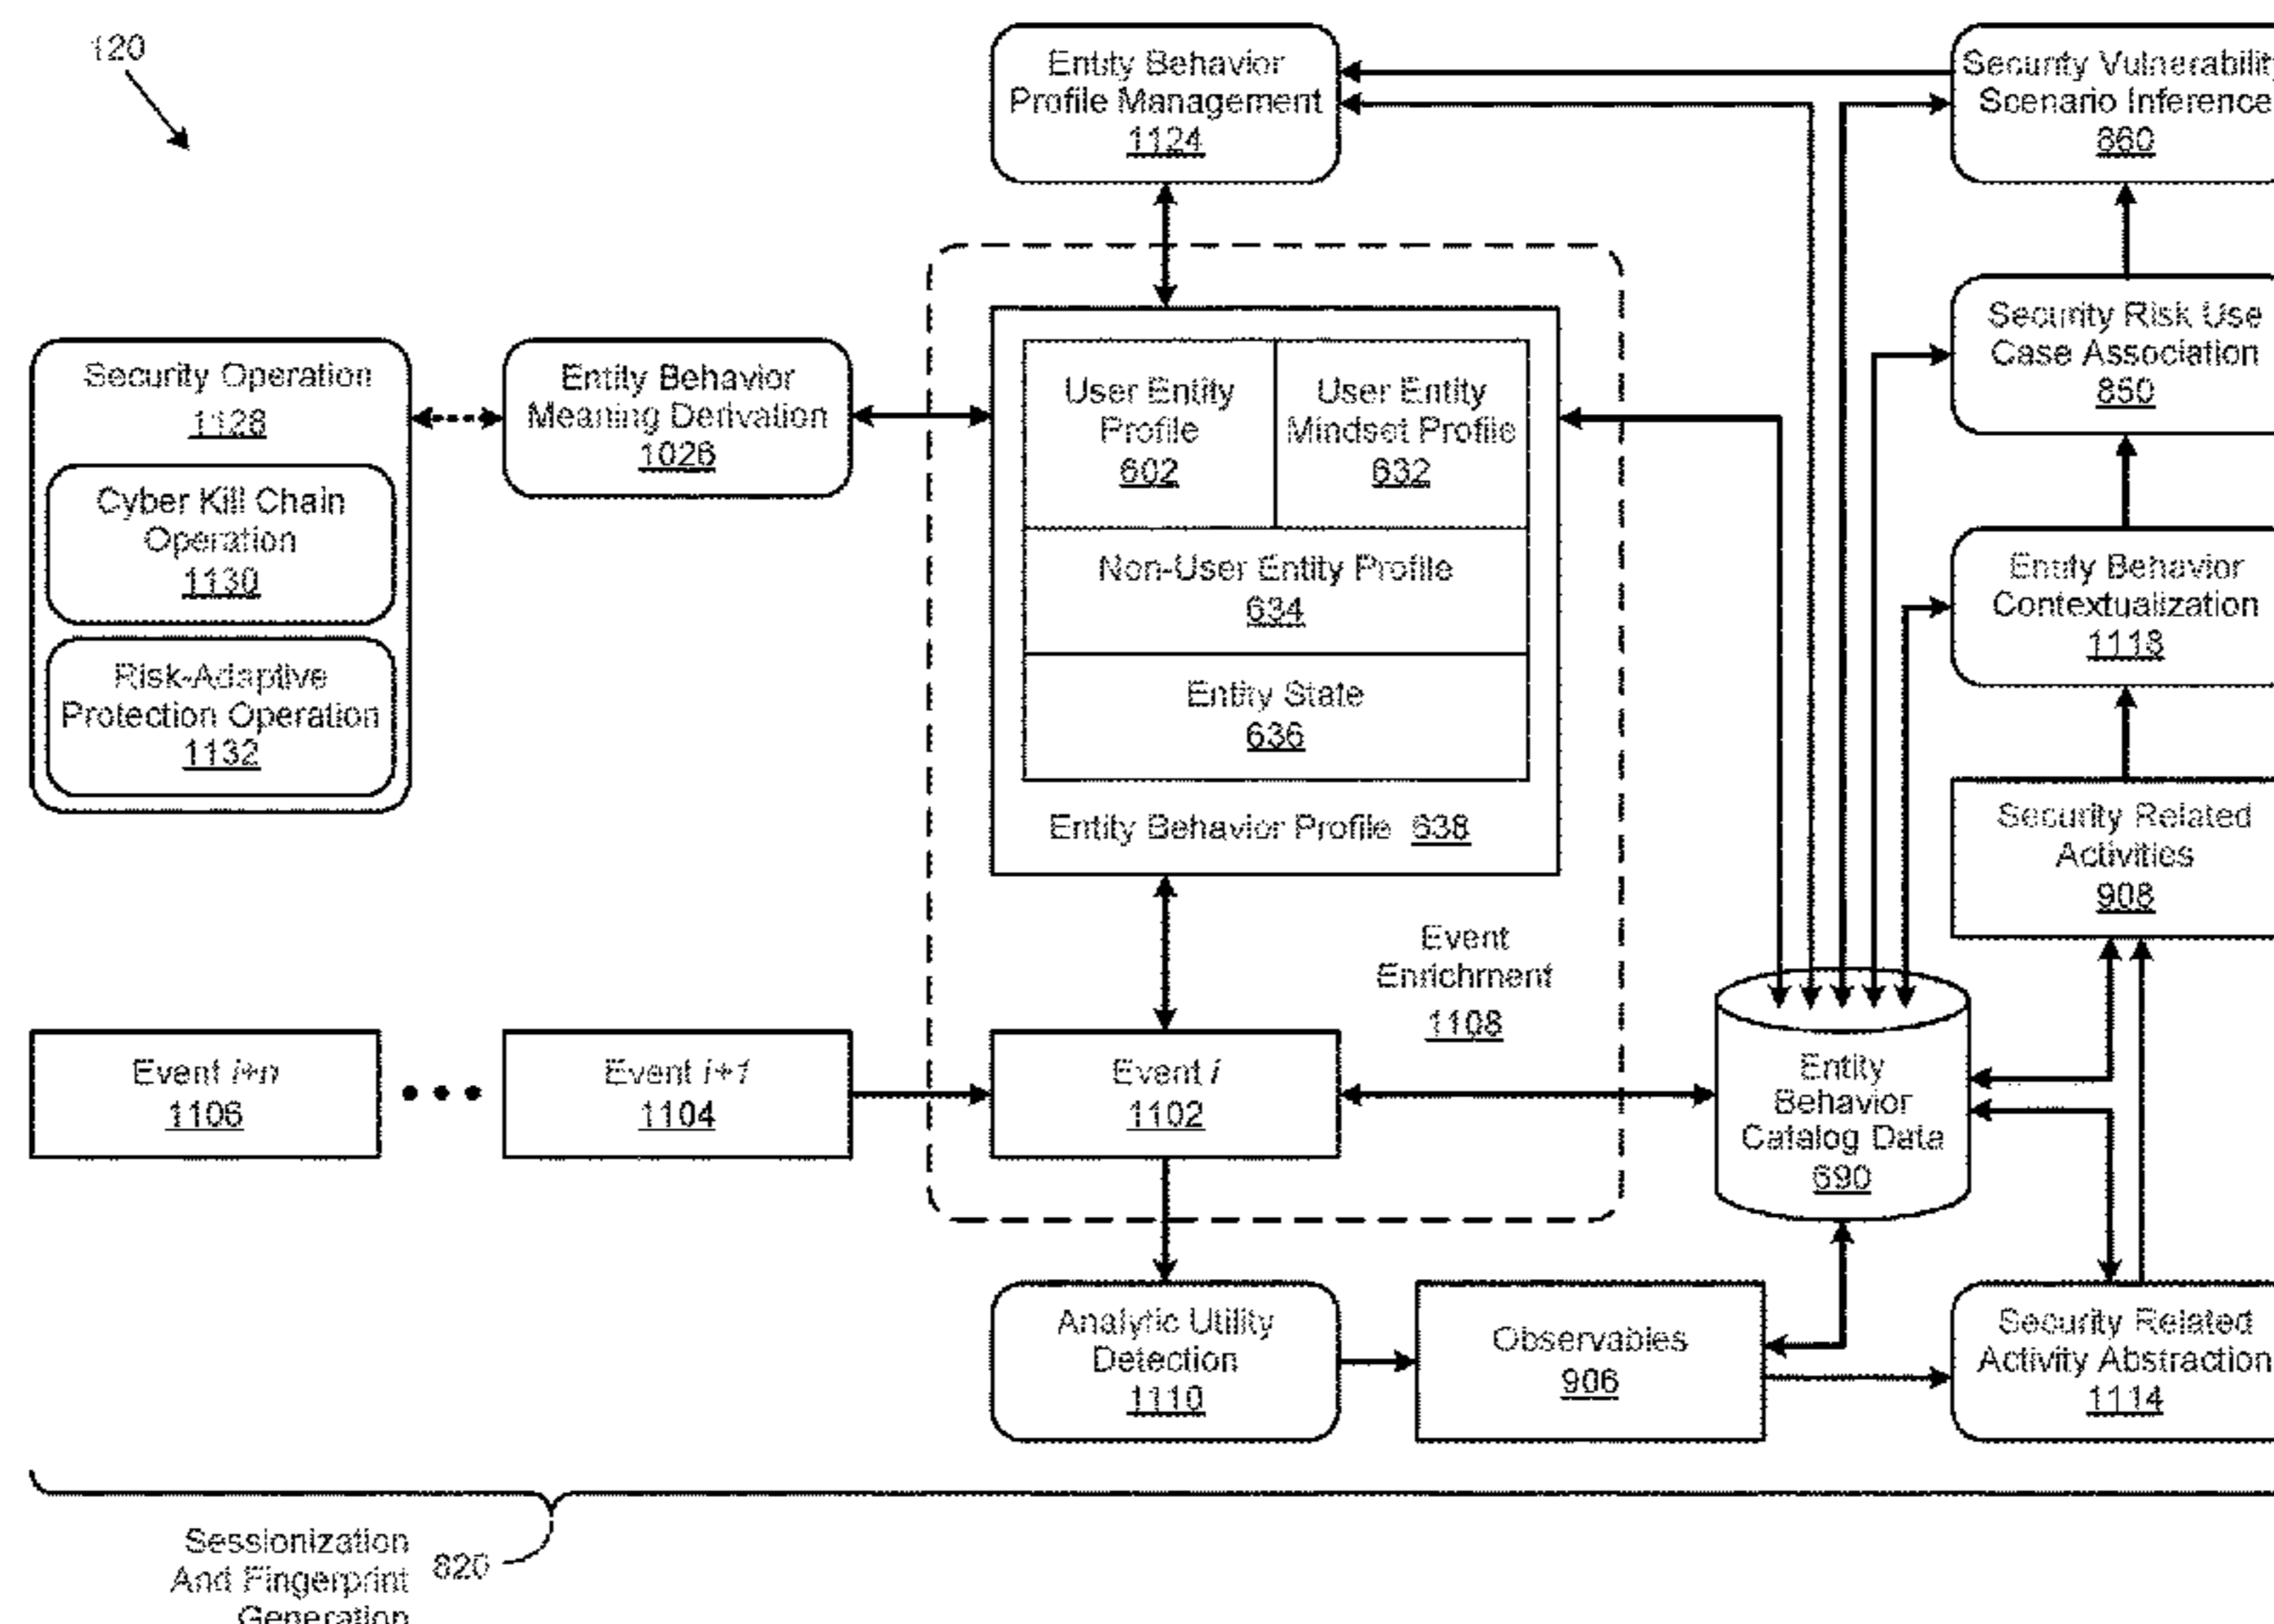 120
Entity Behavior
Profile Management
1124
Security Vulnerability
Scenario Inference
860
Security Risk Use
Case Association
850
Entity Behavior
Contextualization
1118
Security Related
Activities
908
Security Operation
1128
Cyber Kill Chain
Operation
1130
Risk-Adaptive
Protection Operation
1132
Entity Behavior
Meaning Derivation
1026
User Entity
Profile
602
User Entity
Mindset Profile
632
Non-User Entity Profile
634
Entity State
636
Entity Behavior Profile 638
Event
Enrichment
1108
Event i+n
1106
Event i+1
1104
Event i
1102
Entity
Behavior
Catalog Data
690
Analytic Utility
Detection
1110
Observables
906
Security Related
Activity Abstraction
1114
Sessionization
And Fingerprint
Generation
820